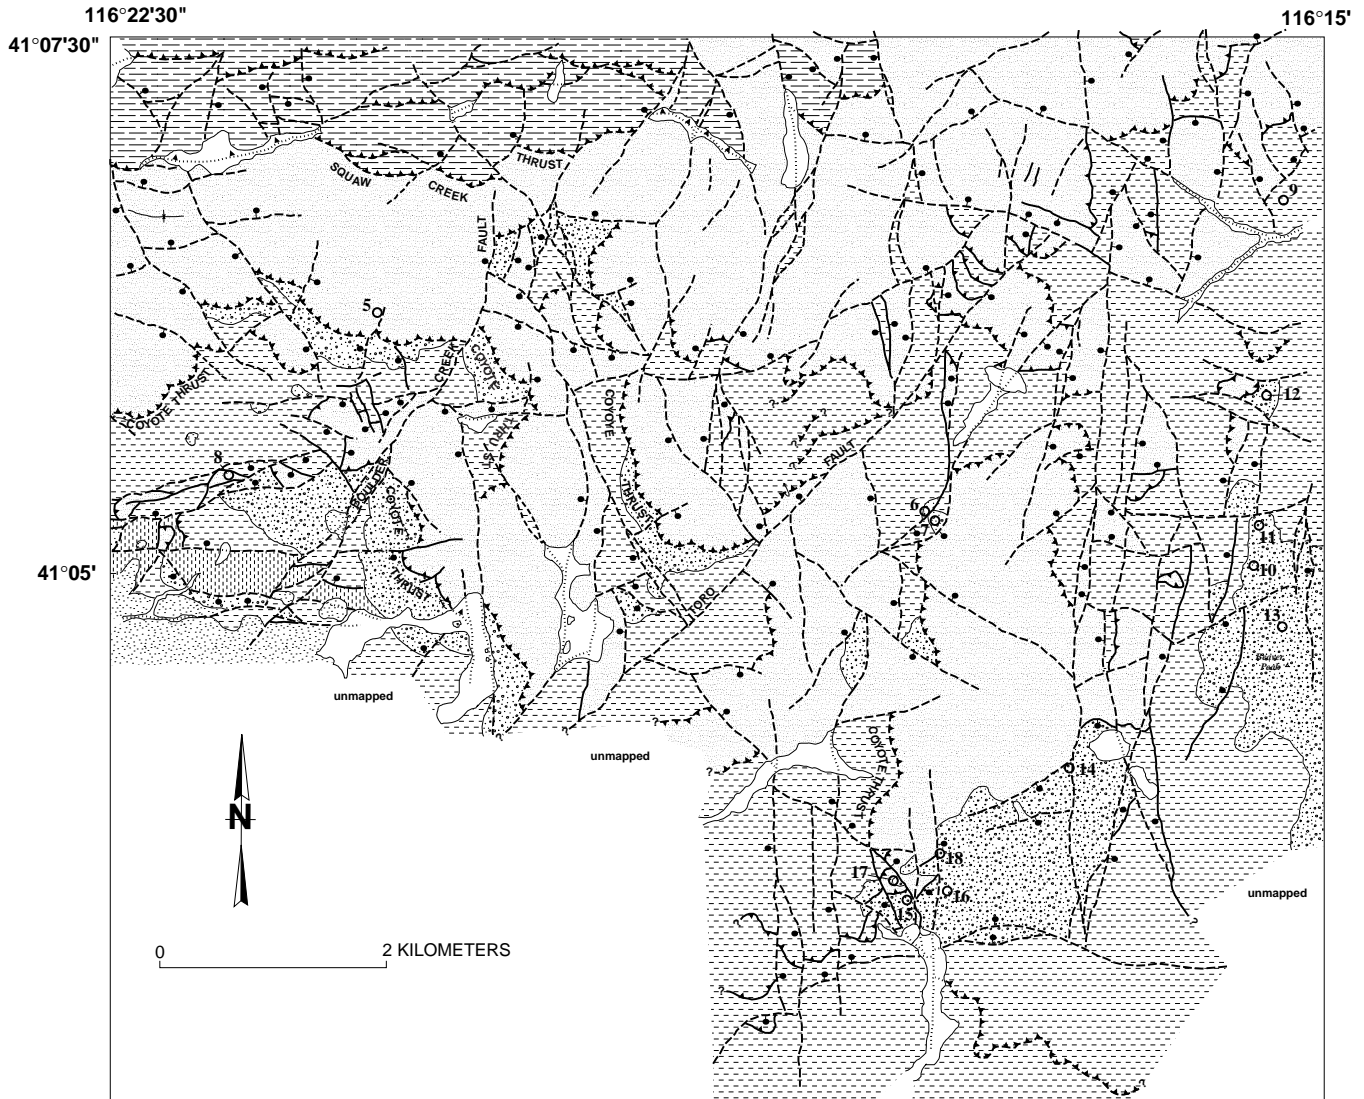 116°22'30"
116°15'
41°07'30"
THRUST
SQUAW
CREEK
9
FAULT
5
CREEK
COYOTE
COYOTE THRUST
COYOTE
12
THRUST
FAULT
8
BOULDER
COYOTE
THRUST
6
11
10
41°05'
THRUST
TORO
13
unmapped
unmapped
COYOTE THRUST
14
N
18
17
16
15
unmapped
0
2 KILOMETERS